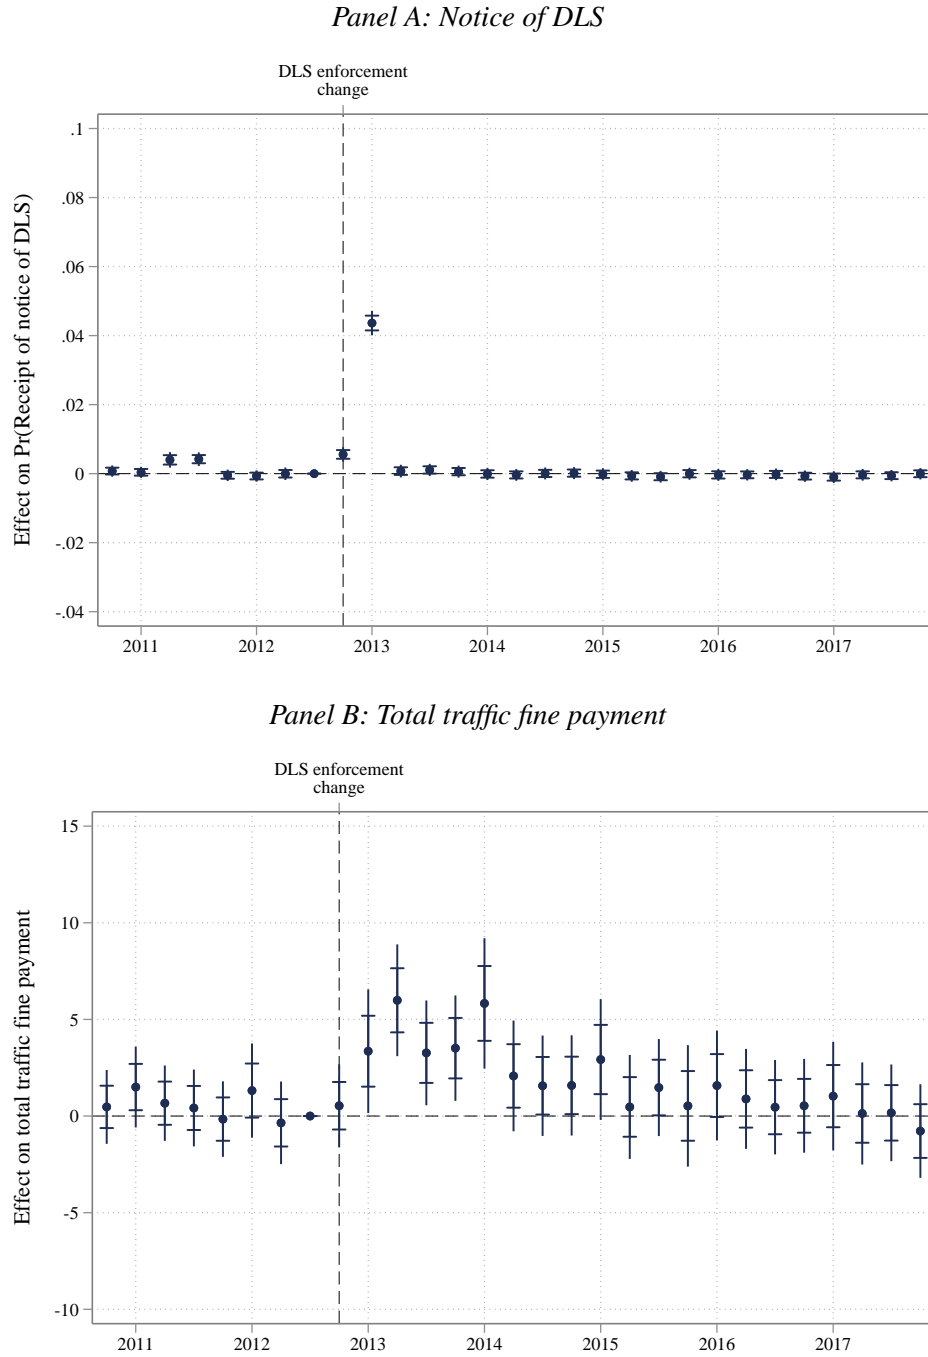 Panel A: Notice of DLS
DLS enforcement
change
Effect on Pr(Receipt of notice of DLS)
.1
.08
.06
.04
.02
0
-.02
-.04
2011 2012 2013 2014 2015 2016 2017
Panel B: Total traffic fine payment
DLS enforcement
change
Effect on total traffic fine payment
15
10
5
0
-5
-10
2011 2012 2013 2014 2015 2016 2017